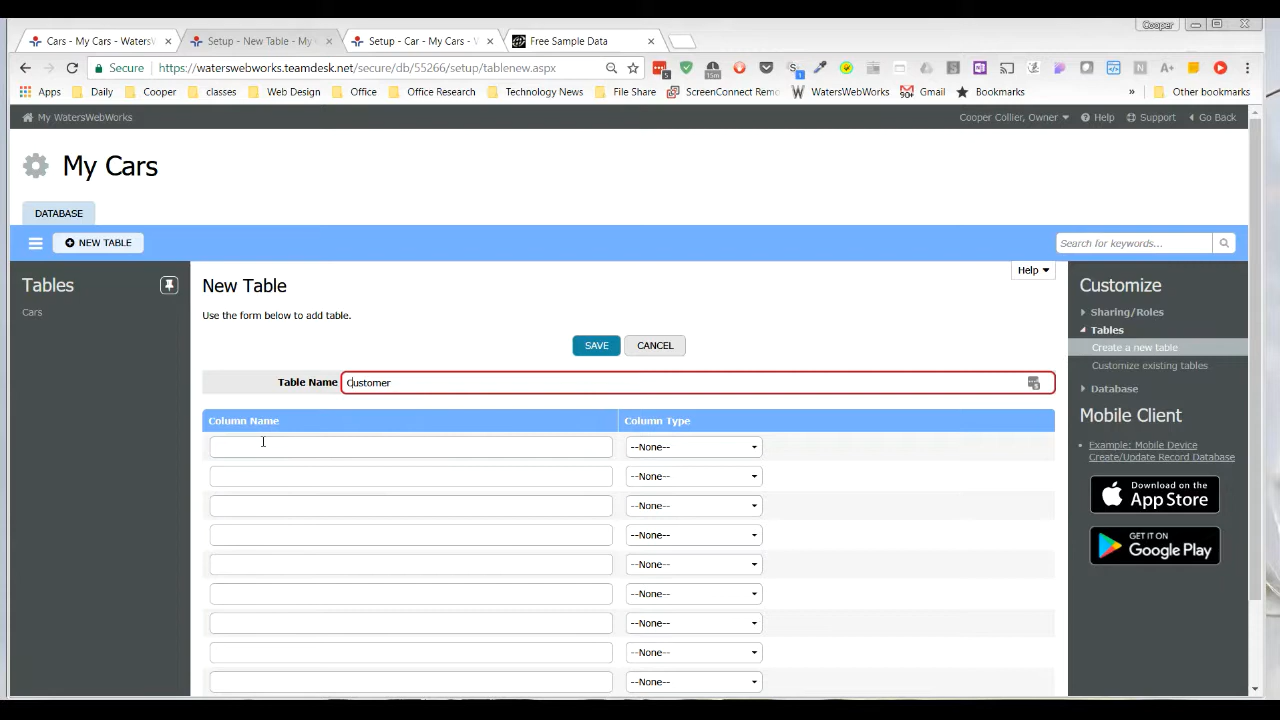 Cooper
Cars - My Cars - WatersW
Setup - New Table - My
Setup - Car - My Cars - W
Free Sample Data
Secure https://waterswebworks.teamdesk.net/secure/db/55266/setup/tablenew.aspx
Apps Daily Cooper classes Web Design Office Office Research Technology News File Share ScreenConnect Remo WatersWebWorks Gmail Bookmarks » Other bookmarks
My WatersWebWorks Cooper Collier, Owner Help Support Go Back
My Cars
DATABASE
NEW TABLE Search for keywords...
Tables
Cars
New Table
Help
Use the form below to add table.
SAVE CANCEL
Table Name Customer
Column Name Column Type
--None--
--None--
--None--
--None--
--None--
--None--
--None--
--None--
--None--
Customize
Sharing/Roles
Tables
Create a new table
Customize existing tables
Database
Mobile Client
Example: Mobile Device
Create/Update Record Database
Download on the
App Store
GET IT ON
Google Play